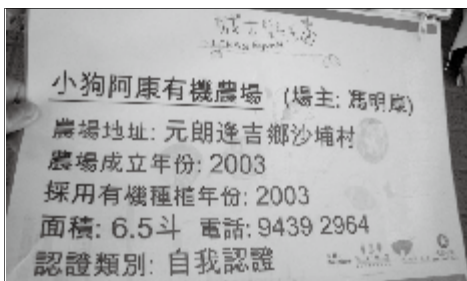 小狗阿康有機農場 (場主: 馮明康)
農場地址: 元朗逢吉鄉沙埔村
農場成立年份: 2003
採用有機種植年份: 2003
面積: 6.5斗 電話: 9439 2964
認證類別: 自我認證